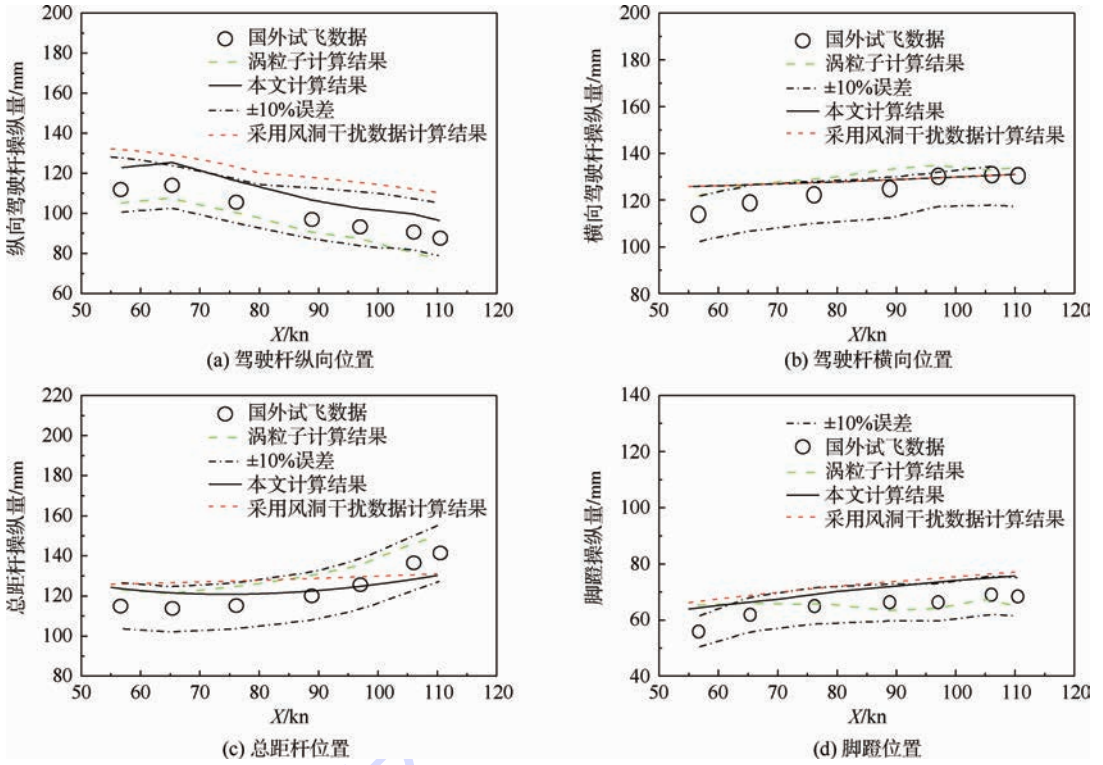 200
180
160
140
120
100
80
60
纵向驾驶杆操纵量/mm
国外试飞数据
涡粒子计算结果
本文计算结果
±10%误差
采用风洞干扰数据计算结果
50 60 70 80 90 100 110 120
X/kn
(a) 驾驶杆纵向位置
200
180
160
140
120
100
80
横向驾驶杆操纵量/mm
国外试飞数据
涡粒子计算结果
±10%误差
本文计算结果
采用风洞干扰数据计算结果
50 60 70 80 90 100 110 120
X/kn
(b) 驾驶杆横向位置
220
200
180
160
140
120
100
80
总距杆操纵量/mm
国外试飞数据
涡粒子计算结果
±10%误差
本文计算结果
采用风洞干扰数据计算结果
50 60 70 80 90 100 110 120
X/kn
(c) 总距杆位置
140
120
100
80
60
40
脚蹬操纵量/mm
±10%误差
国外试飞数据
涡粒子计算结果
本文计算结果
采用风洞干扰数据计算结果
50 60 70 80 90 100 110 120
X/kn
(d) 脚蹬位置